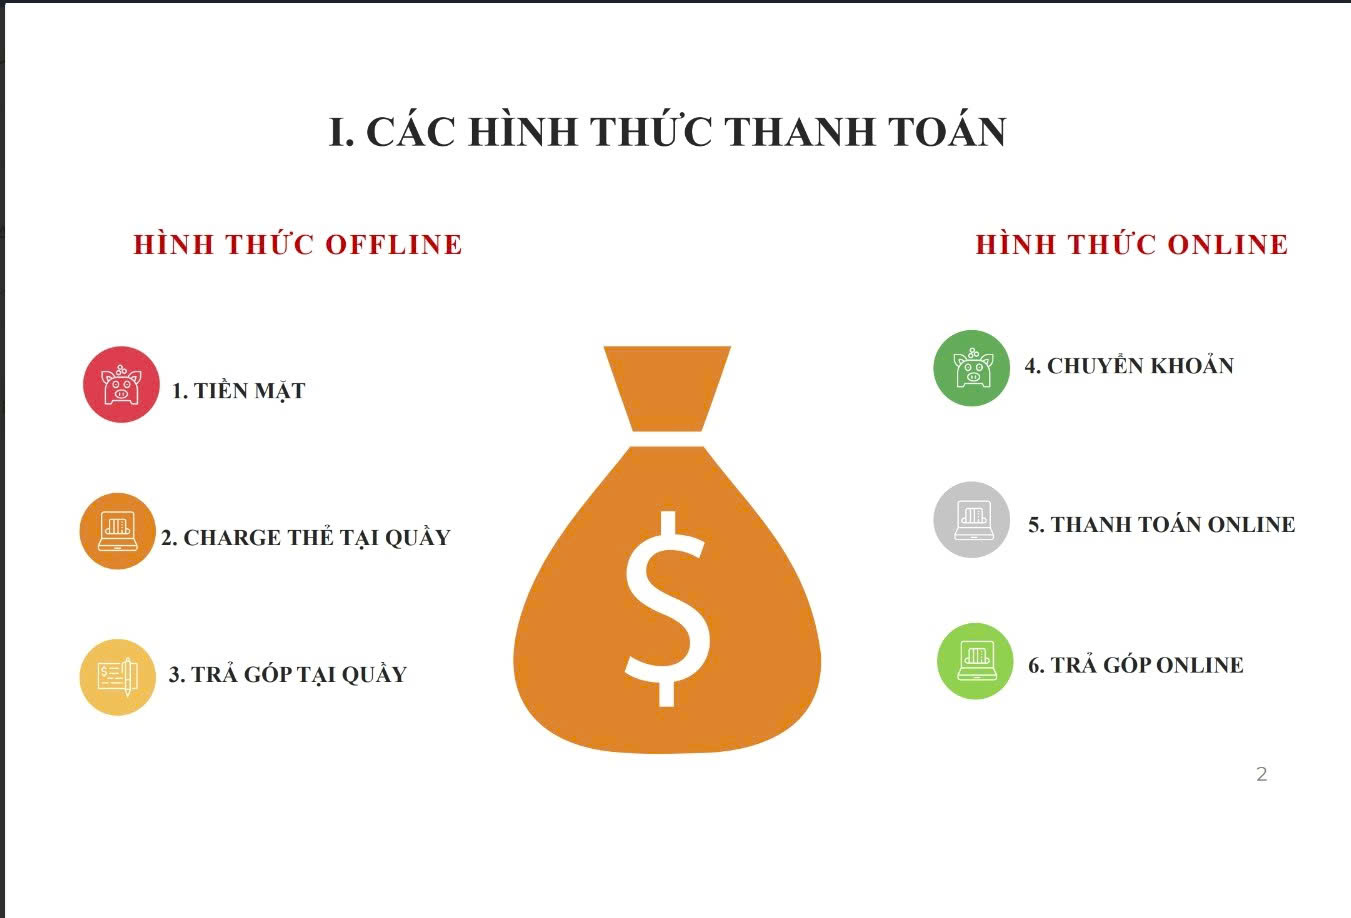 I. CÁC HÌNH THỨC THANH TOÁN
HÌNH THỨC OFFLINE
1. TIỀN MẶT
2. CHARGE THẺ TẠI QUẦY
3. TRẢ GÓP TẠI QUẦY
$
HÌNH THỨC ONLINE
4. CHUYỂN KHOẢN
5. THANH TOÁN ONLINE
6. TRẢ GÓP ONLINE
2